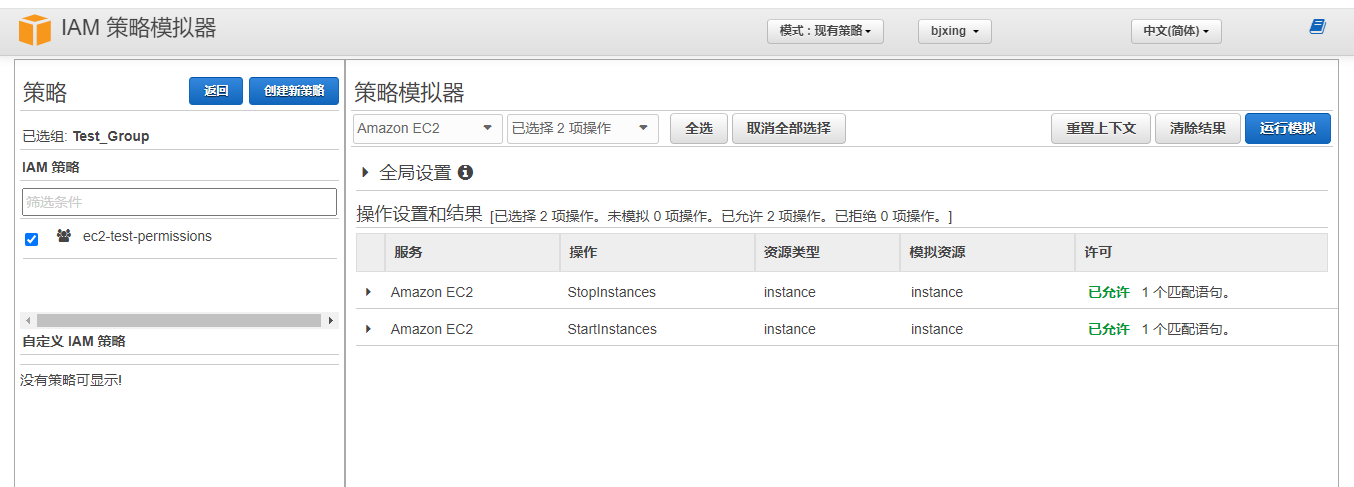 IAM 策略模拟器
模式 : 现有策略
bjxing
中文(简体)
策略
返回
创建新策略
已选组: Test_Group
IAM 策略
筛选条件
ec2-test-permissions
自定义 IAM 策略
没有策略可显示!
策略模拟器
Amazon EC2
已选择 2 项操作
全选
取消全部选择
重置上下文
清除结果
运行模拟
全局设置
操作设置和结果 [已选择 2 项操作。未模拟 0 项操作。已允许 2 项操作。已拒绝 0 项操作。]
服务 操作 资源类型 模拟资源 许可
Amazon EC2 StopInstances instance instance 已允许 1 个匹配语句。
Amazon EC2 StartInstances instance instance 已允许 1 个匹配语句。